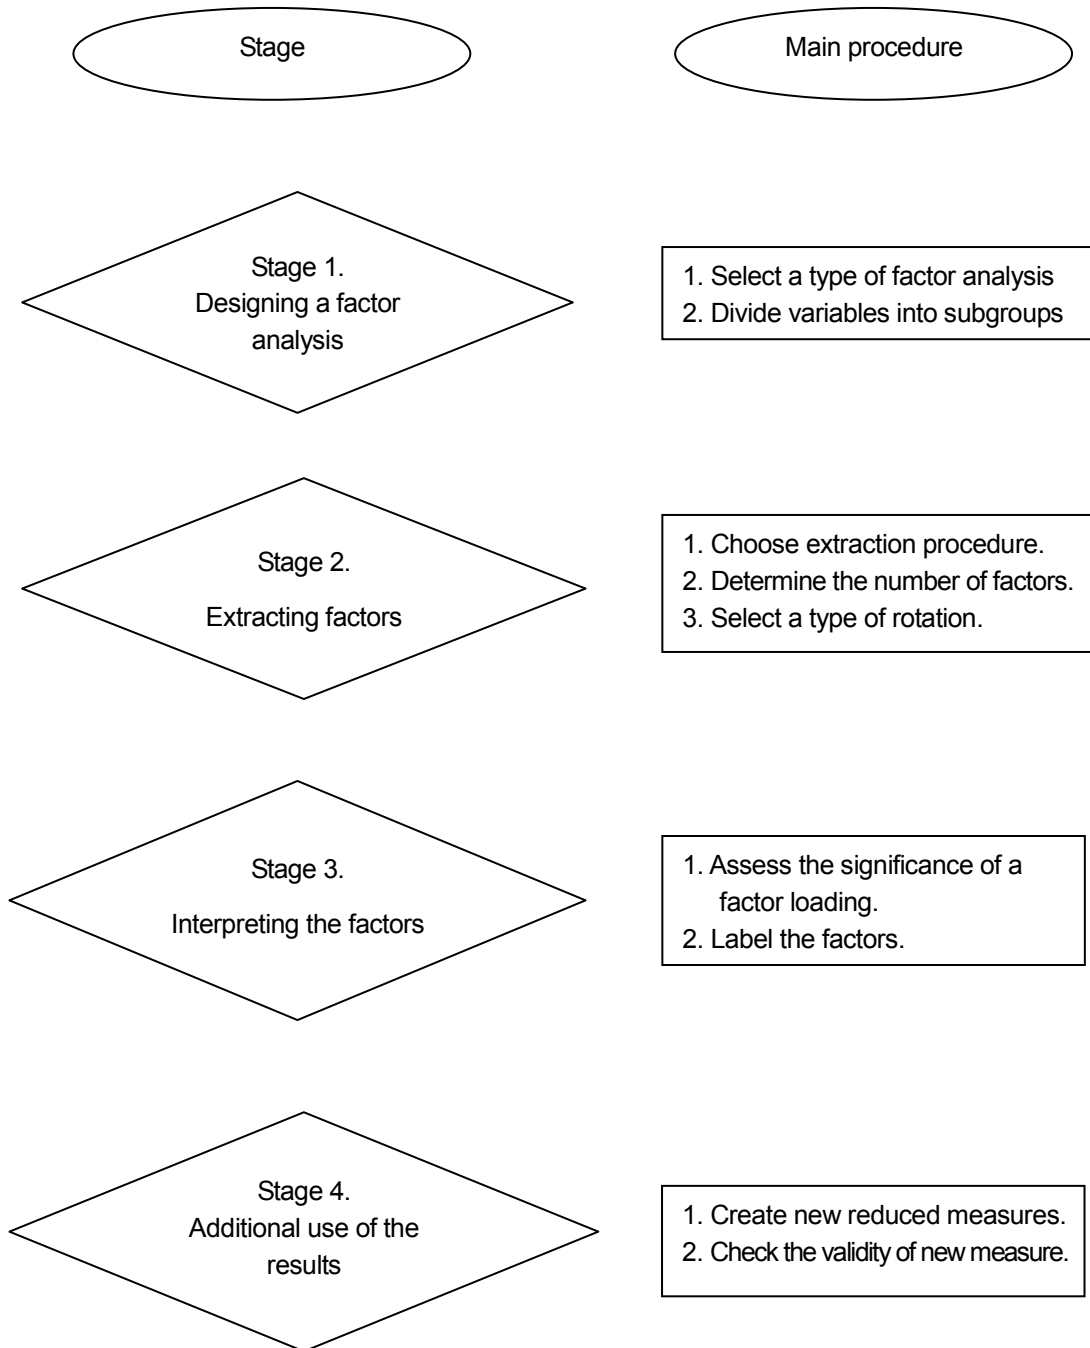 Stage
Main procedure
Stage 1.
Designing a factor
analysis
1. Select a type of factor analysis
2. Divide variables into subgroups
Stage 2.
Extracting factors
1. Choose extraction procedure.
2. Determine the number of factors.
3. Select a type of rotation.
Stage 3.
Interpreting the factors
1. Assess the significance of a
factor loading.
2. Label the factors.
Stage 4.
Additional use of the
results
1. Create new reduced measures.
2. Check the validity of new measure.